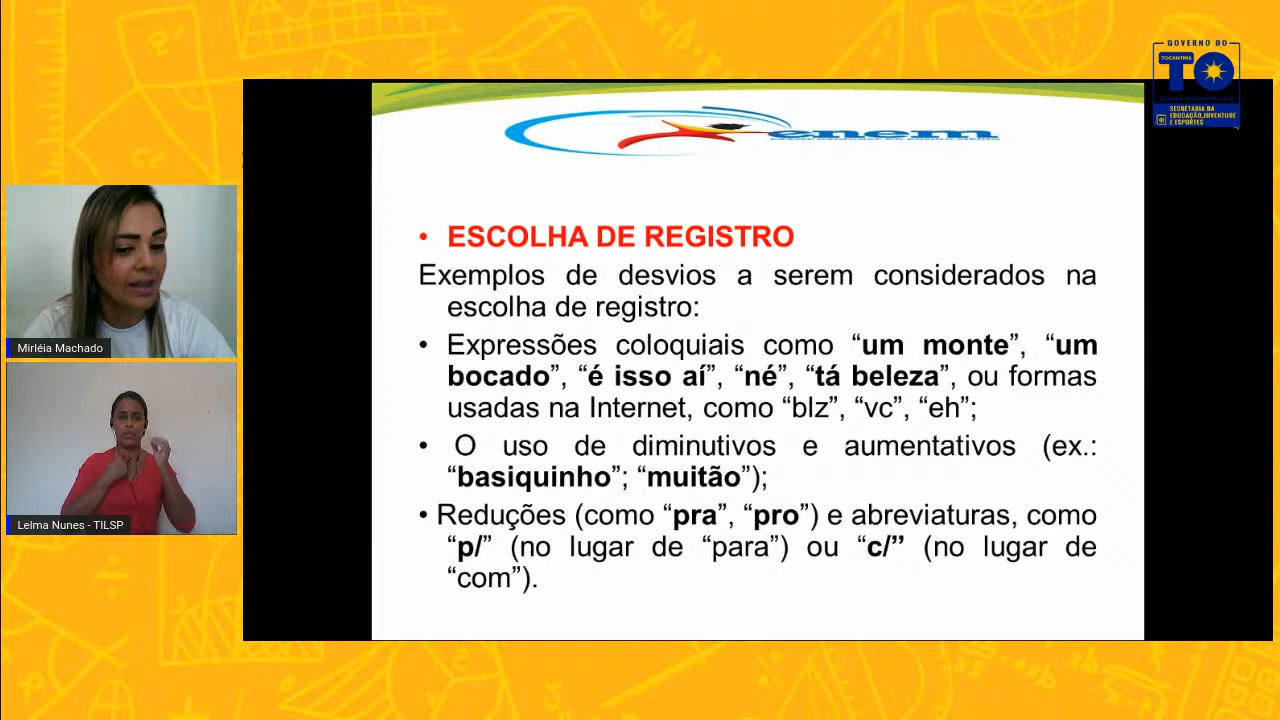 GOVERNO DO
TOCANTINS
TO
SECRETARIA DA
EDUCAÇÃO, JUVENTUDE
E ESPORTES
enem
• ESCOLHA DE REGISTRO
Exemplos de desvios a serem considerados na
escolha de registro:
• Expressões coloquiais como “um monte”, “um
bocado”, “é isso aí”, “né”, “tá beleza”, ou formas
usadas na Internet, como “blz”, “vc”, “eh”;
• O uso de diminutivos e aumentativos (ex.:
“basiquinho”; “muitão”);
• Reduções (como “pra”, “pro”) e abreviaturas, como
“p/” (no lugar de “para”) ou “c/” (no lugar de
“com”).
Mirléia Machado
Lelma Nunes - TILSP